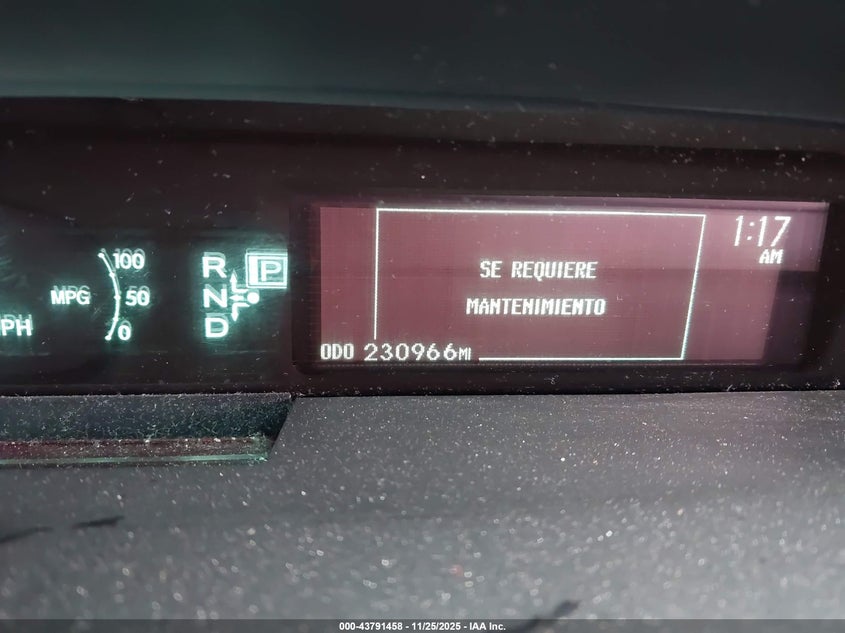 100
MPG 50
0
PH
R P
N
D
1:17
AM
SE REQUIERE
MANTENIMIENTO
ODO 230966MI
000-43791458 - 11/25/2025 - IAA Inc.